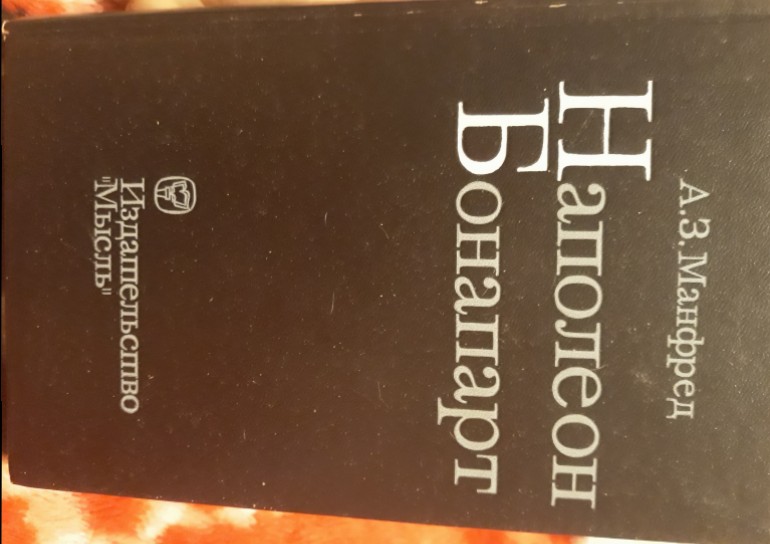 А.З. Манфред
Наполеон
Бонапарт
Издательство
"Мысль"